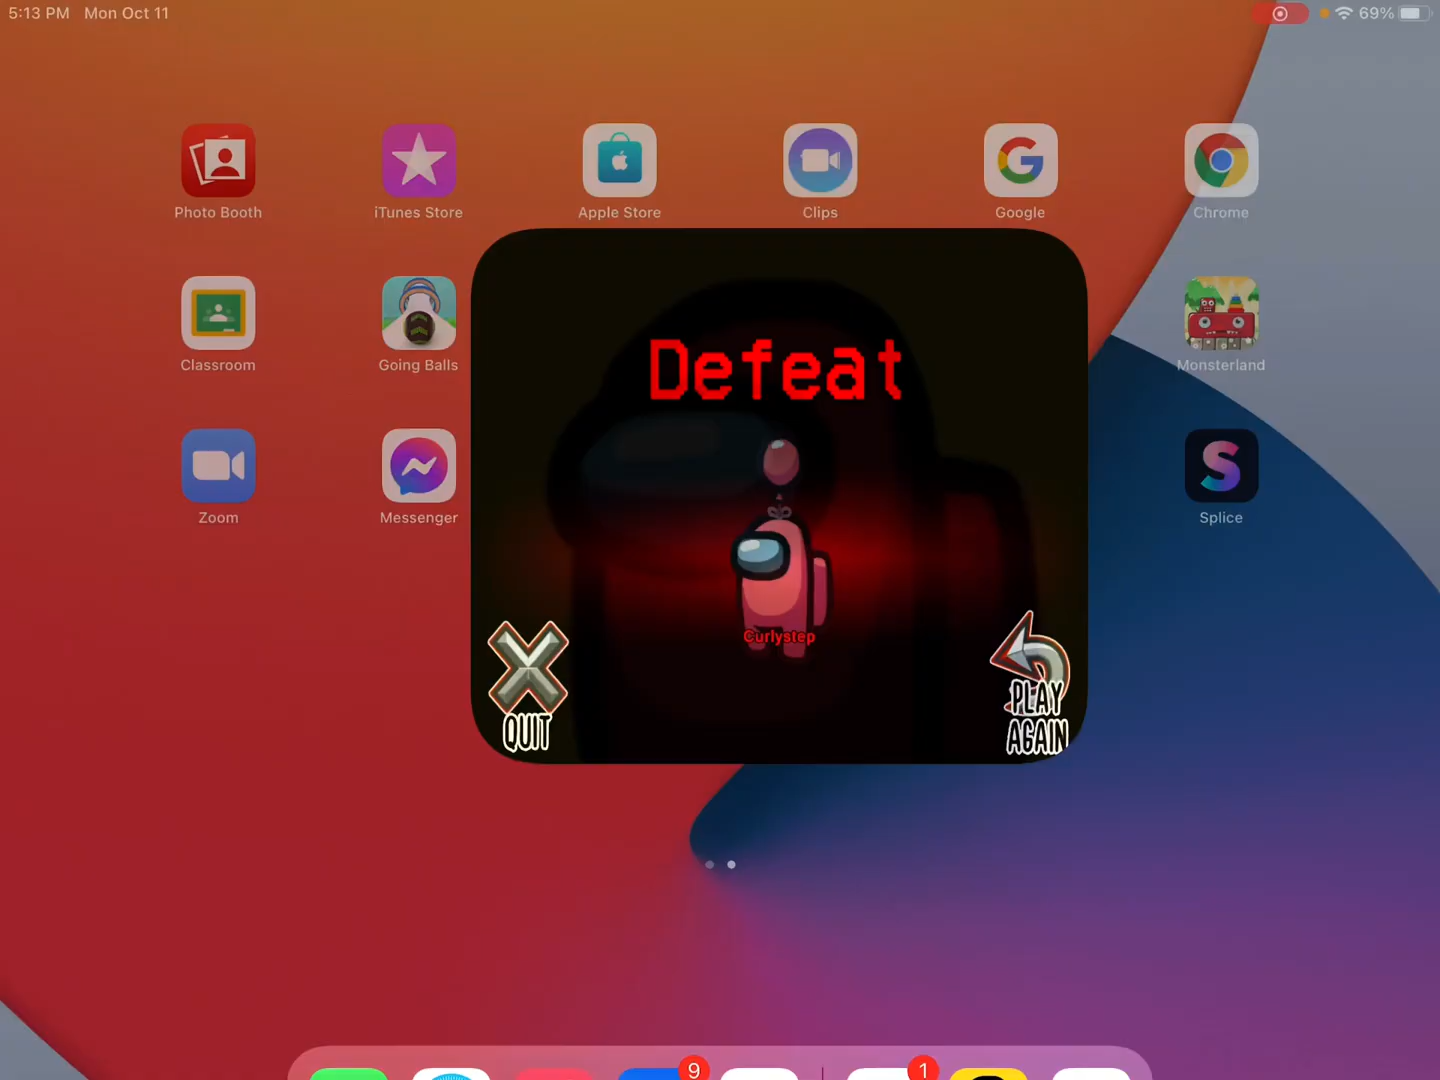 5:13 PM Mon Oct 11
69%
Photo Booth
iTunes Store
Apple Store
Clips
Google
Chrome
Classroom
Going Balls
Monsterland
Zoom
Messenger
Splice
Defeat
Curlystep
QUIT
PLAY
AGAIN
9
1